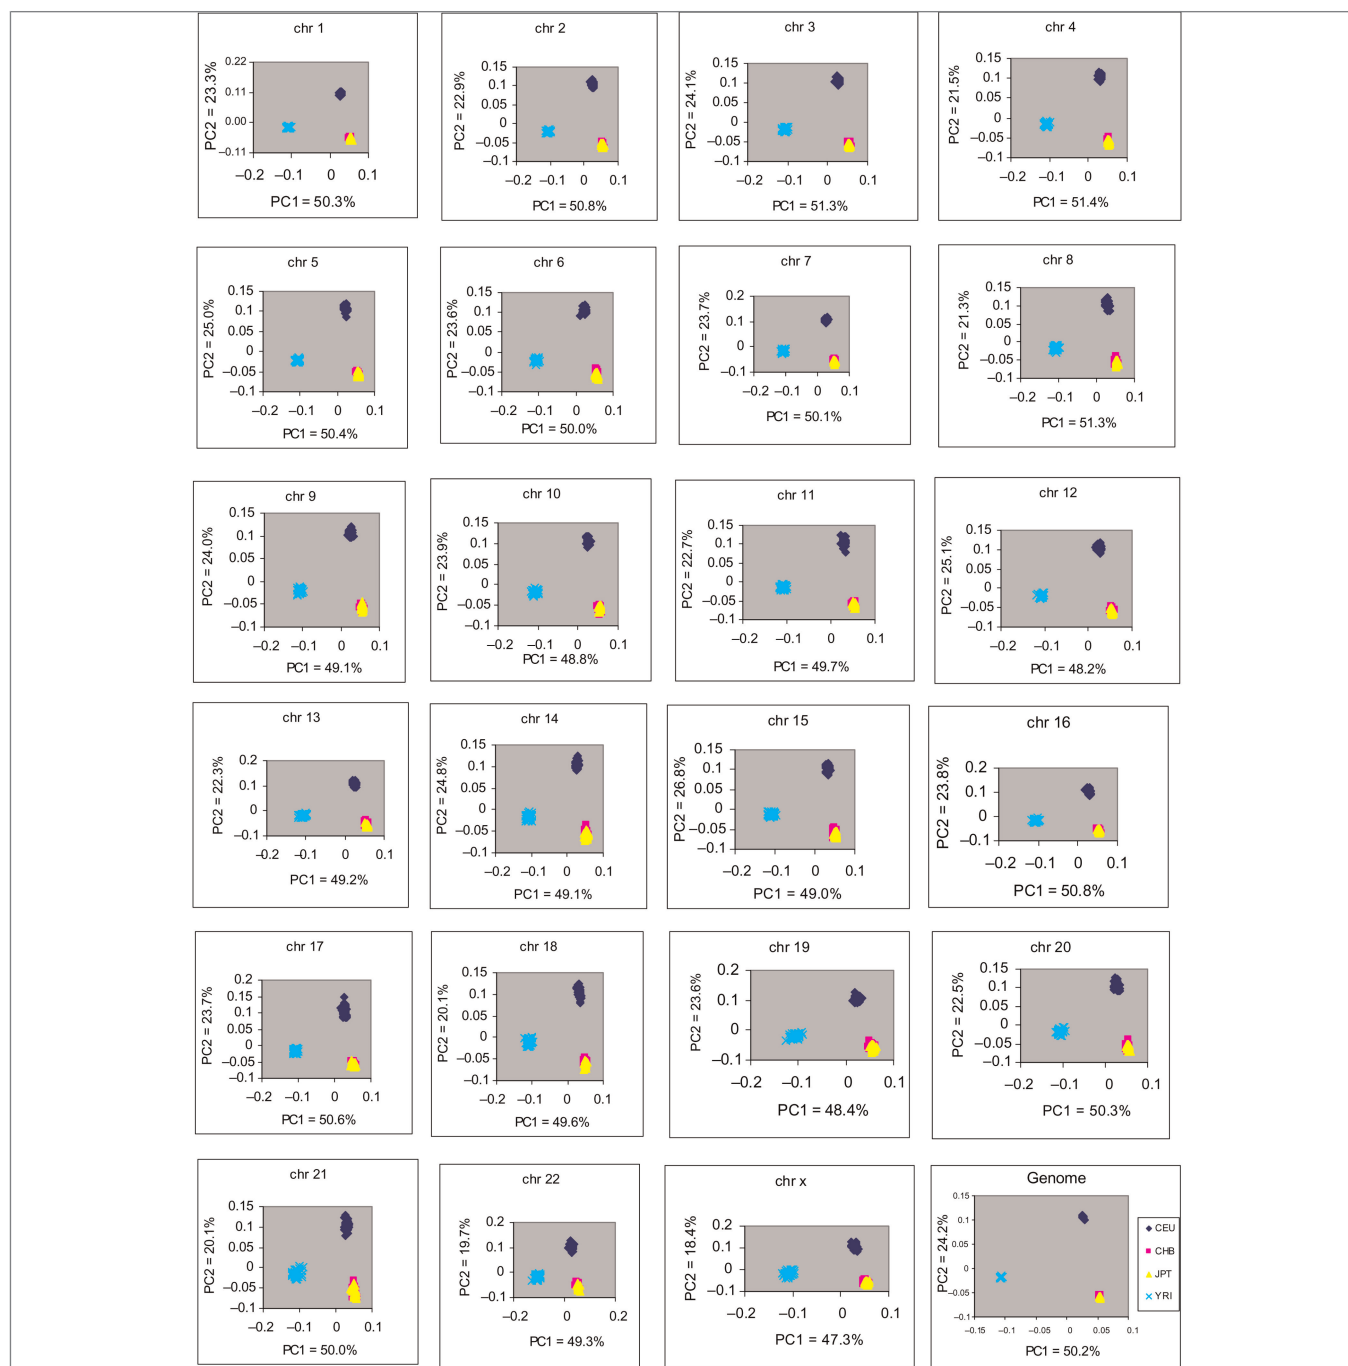 chr 1
PC2 = 23.3%
0.22
0.11
0.00
–0.11
–0.2 –0.1 0 0.1
PC1 = 50.3%
chr 2
PC2 = 22.9%
0.15
0.1
0.05
0
–0.05
–0.1
–0.2 –0.1 0 0.1
PC1 = 50.8%
chr 3
PC2 = 24.1%
0.15
0.1
0.05
0
–0.05
–0.1
–0.2 –0.1 0 0.1
PC1 = 51.3%
chr 4
PC2 = 21.5%
0.15
0.1
0.05
0
–0.05
–0.1
–0.2 –0.1 0 0.1
PC1 = 51.4%
chr 5
PC2 = 25.0%
0.15
0.1
0.05
0
–0.05
–0.1
–0.2 –0.1 0 0.1
PC1 = 50.4%
chr 6
PC2 = 23.6%
0.15
0.1
0.05
0
–0.05
–0.1
–0.2 –0.1 0 0.1
PC1 = 50.0%
chr 7
PC2 = 23.7%
0.2
0.1
0
–0.1
–0.2 –0.1 0 0.1
PC1 = 50.1%
chr 8
PC2 = 21.3%
0.15
0.1
0.05
0
–0.05
–0.1
–0.2 –0.1 0 0.1
PC1 = 51.3%
chr 9
PC2 = 24.0%
0.15
0.1
0.05
0
–0.05
–0.1
–0.2 –0.1 0 0.1
PC1 = 49.1%
chr 10
PC2 = 23.9%
0.15
0.1
0.05
0
–0.05
–0.1
–0.2 –0.1 0 0.1
PC1 = 48.8%
chr 11
PC2 = 22.7%
0.15
0.1
0.05
0
–0.05
–0.1
–0.2 –0.1 0 0.1
PC1 = 49.7%
chr 12
PC2 = 25.1%
0.15
0.1
0.05
0
–0.05
–0.1
–0.2 –0.1 0 0.1
PC1 = 48.2%
chr 13
PC2 = 22.3%
0.2
0.1
0
–0.1
–0.2 –0.1 0 0.1
PC1 = 49.2%
chr 14
PC2 = 24.8%
0.15
0.1
0.05
0
–0.05
–0.1
–0.2 –0.1 0 0.1
PC1 = 49.1%
chr 15
PC2 = 26.8%
0.15
0.1
0.05
0
–0.05
–0.1
–0.2 –0.1 0 0.1
PC1 = 49.0%
chr 16
PC2 = 23.8%
0.2
0.1
0
–0.1
–0.2 –0.1 0 0.1
PC1 = 50.8%
chr 17
PC2 = 23.7%
0.2
0.15
0.1
0.05
0
–0.05
–0.1
–0.2 –0.1 0 0.1
PC1 = 50.6%
chr 18
PC2 = 20.1%
0.15
0.1
0.05
0
–0.05
–0.1
–0.2 –0.1 0 0.1
PC1 = 49.6%
chr 19
PC2 = 23.6%
0.2
0.1
0
–0.1
–0.2 –0.1 0 0.1
PC1 = 48.4%
chr 20
PC2 = 22.5%
0.15
0.1
0.05
0
–0.05
–0.1
–0.2 –0.1 0 0.1
PC1 = 50.3%
chr 21
PC2 = 20.1%
0.15
0.1
0.05
0
–0.05
–0.1
–0.2 –0.1 0 0.1
PC1 = 50.0%
chr 22
PC2 = 19.7%
0.2
0.1
0
–0.1
–0.2 –0.1 0 0.1 0.2
PC1 = 49.3%
chr x
PC2 = 18.4%
0.2
0.1
0
–0.1
–0.2 –0.1 0 0.1
PC1 = 47.3%
Genome
PC2 = 24.2%
0.15
0.1
0.05
0
–0.05
–0.1
–0.15 –0.1 –0.05 0 0.05 0.1
PC1 = 50.2%
CEU
CHB
JPT
YRI